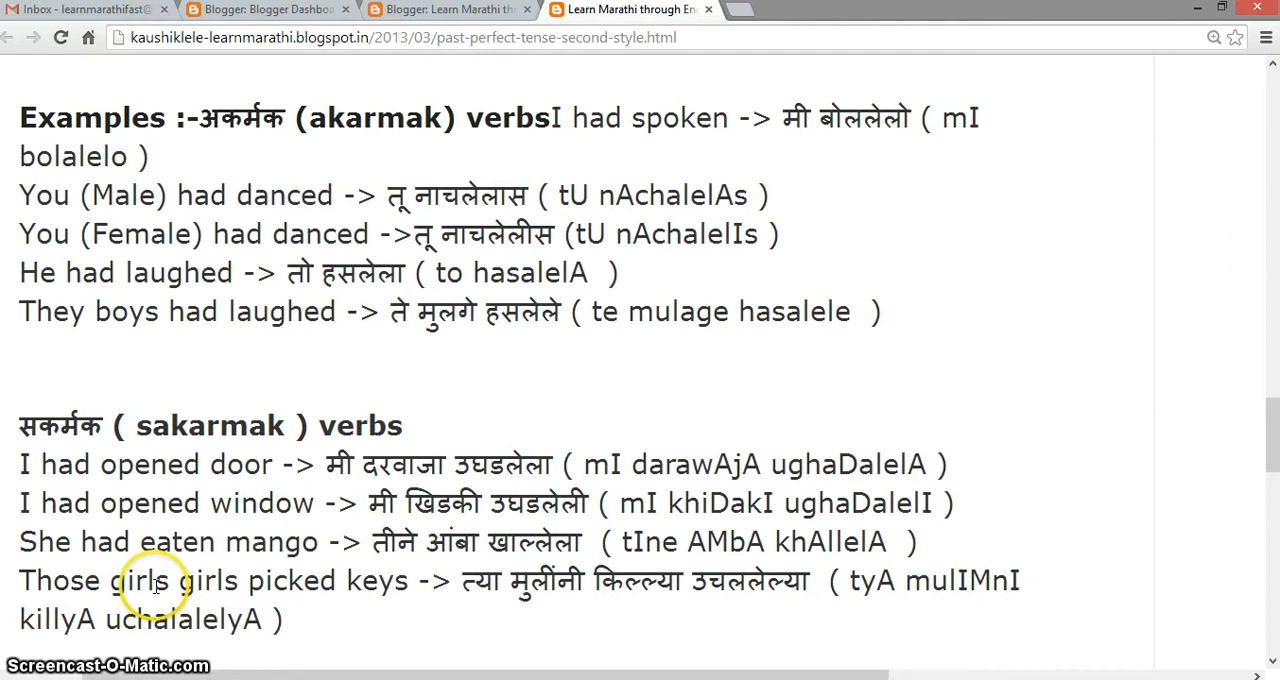 Inbox - learnmarathifast@ Blogger: Blogger Dashboa Blogger: Learn Marathi th Learn Marathi through En
kaushiklele-learnmarathi.blogspot.in/2013/03/past-perfect-tense-second-style.html
Examples :-अकर्मक (akarmak) verbsI had spoken -> मी बोललेलो ( mI
bolalelo )
You (Male) had danced -> तू नाचलेलास ( tU nAchalelAs )
You (Female) had danced ->तू नाचलेलीस (tU nAchalelIs )
He had laughed -> तो हसलेला ( to hasalelA )
They boys had laughed -> ते मुलगे हसलेले ( te mulage hasalele )
सकर्मक ( sakarmak ) verbs
I had opened door -> मी दरवाजा उघडलेला ( mI darawAjA ughaDalelA )
I had opened window -> मी खिडकी उघडलेली ( mI khiDakI ughaDalelI )
She had eaten mango -> तीने आंबा खाल्लेला ( tIne AMbA khAllelA )
Those girls girls picked keys -> त्या मुलींनी किल्ल्या उचललेल्या ( tyA mulIMnI
killyA uchalalelyA )
Screencast-O-Matic.com